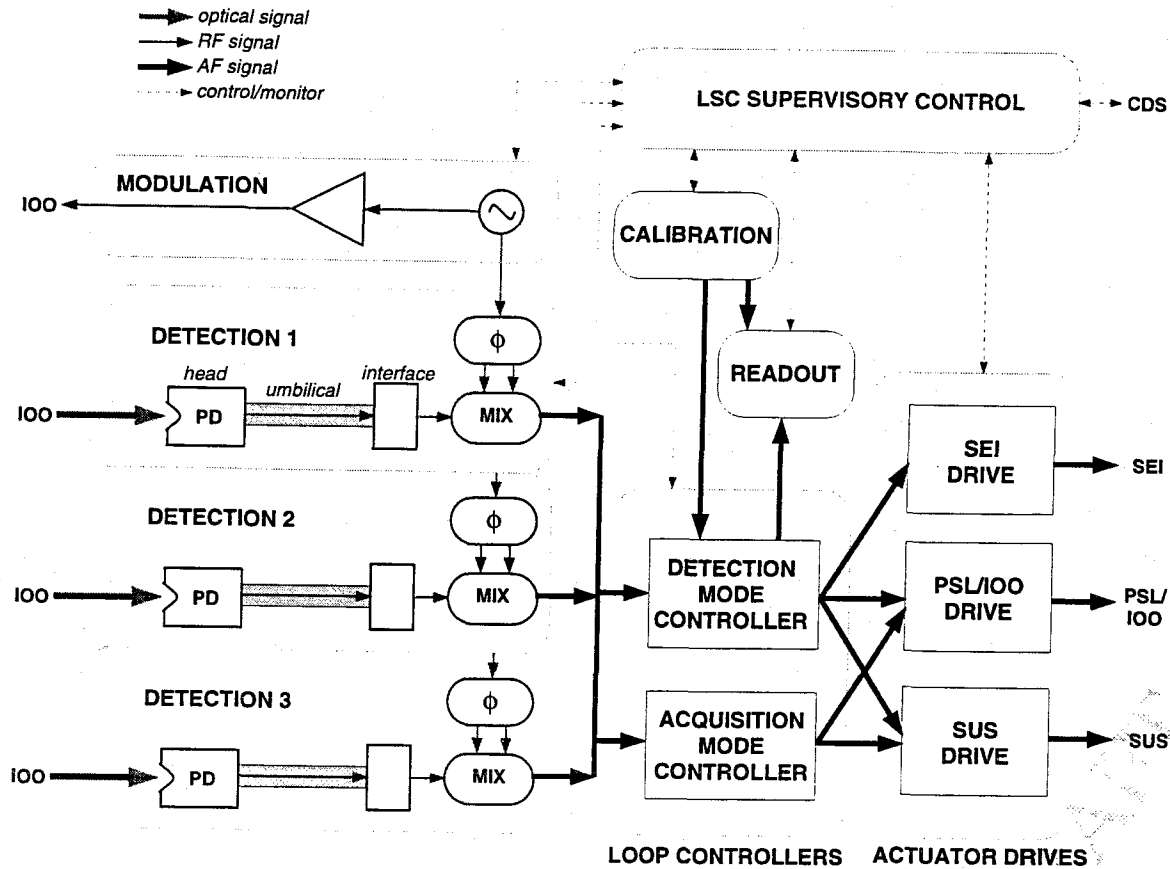 optical signal
RF signal
AF signal
control/monitor
LSC SUPERVISORY CONTROL
CDS
MODULATION
IOO
CALIBRATION
DETECTION 1
ϕ
READOUT
head
umbilical
interface
IOO
PD
MIX
SEI
DRIVE
SEI
DETECTION 2
ϕ
IOO
PD
MIX
DETECTION
MODE
CONTROLLER
PSL/IOO
DRIVE
PSL/
IOO
DETECTION 3
ϕ
IOO
PD
MIX
ACQUISITION
MODE
CONTROLLER
SUS
DRIVE
SUS
LOOP CONTROLLERS
ACTUATOR DRIVES